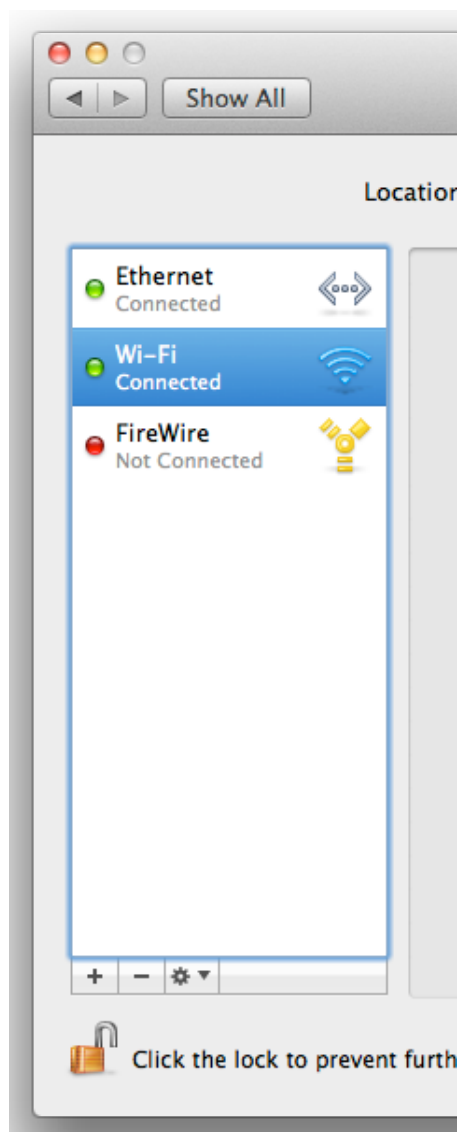 Show All
Location
Ethernet
Connected
Wi-Fi
Connected
FireWire
Not Connected
Click the lock to prevent furth